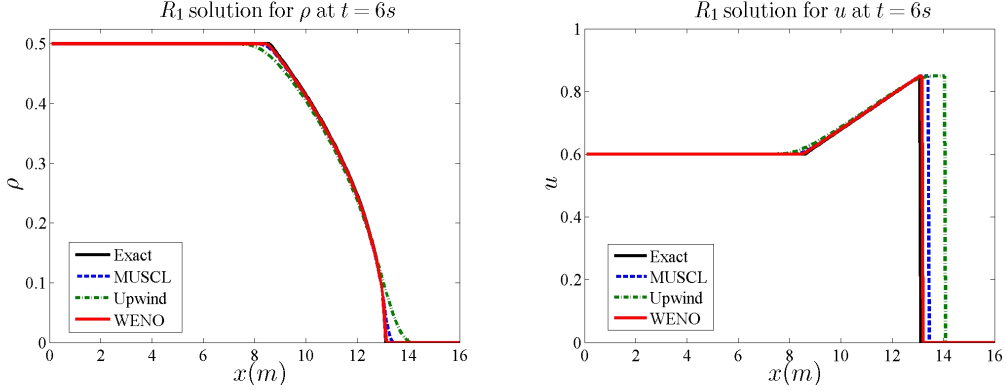 R₁ solution for ρ at t = 6s
0.5
0.4
0.3
0.2
0.1
0
ρ
Exact
MUSCL
Upwind
WENO
0 2 4 6 8 10 12 14 16
x(m)
R₁ solution for u at t = 6s
1
0.8
0.6
0.4
0.2
0
u
Exact
MUSCL
Upwind
WENO
0 2 4 6 8 10 12 14 16
x(m)